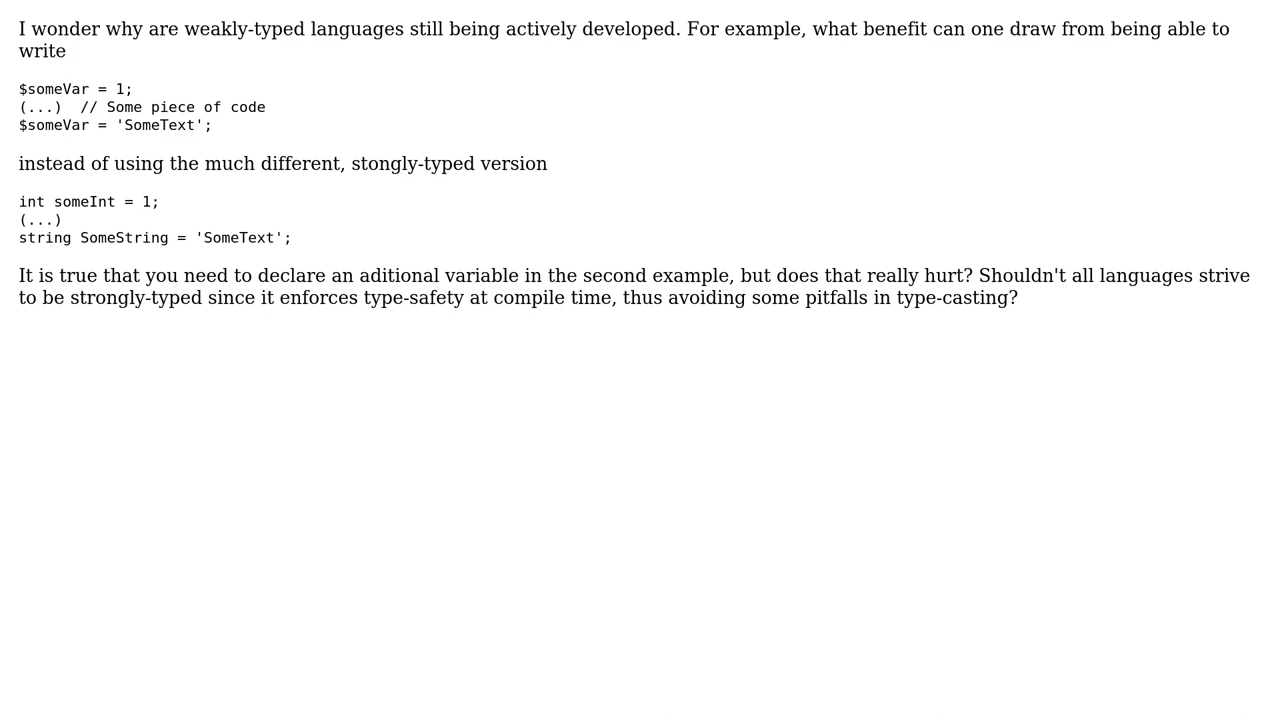 I wonder why are weakly-typed languages still being actively developed. For example, what benefit can one draw from being able to
write
$someVar = 1;
(...)  // Some piece of code
$someVar = 'SomeText';
instead of using the much different, stongly-typed version
int someInt = 1;
(...)
string SomeString = 'SomeText';
It is true that you need to declare an aditional variable in the second example, but does that really hurt? Shouldn't all languages strive
to be strongly-typed since it enforces type-safety at compile time, thus avoiding some pitfalls in type-casting?